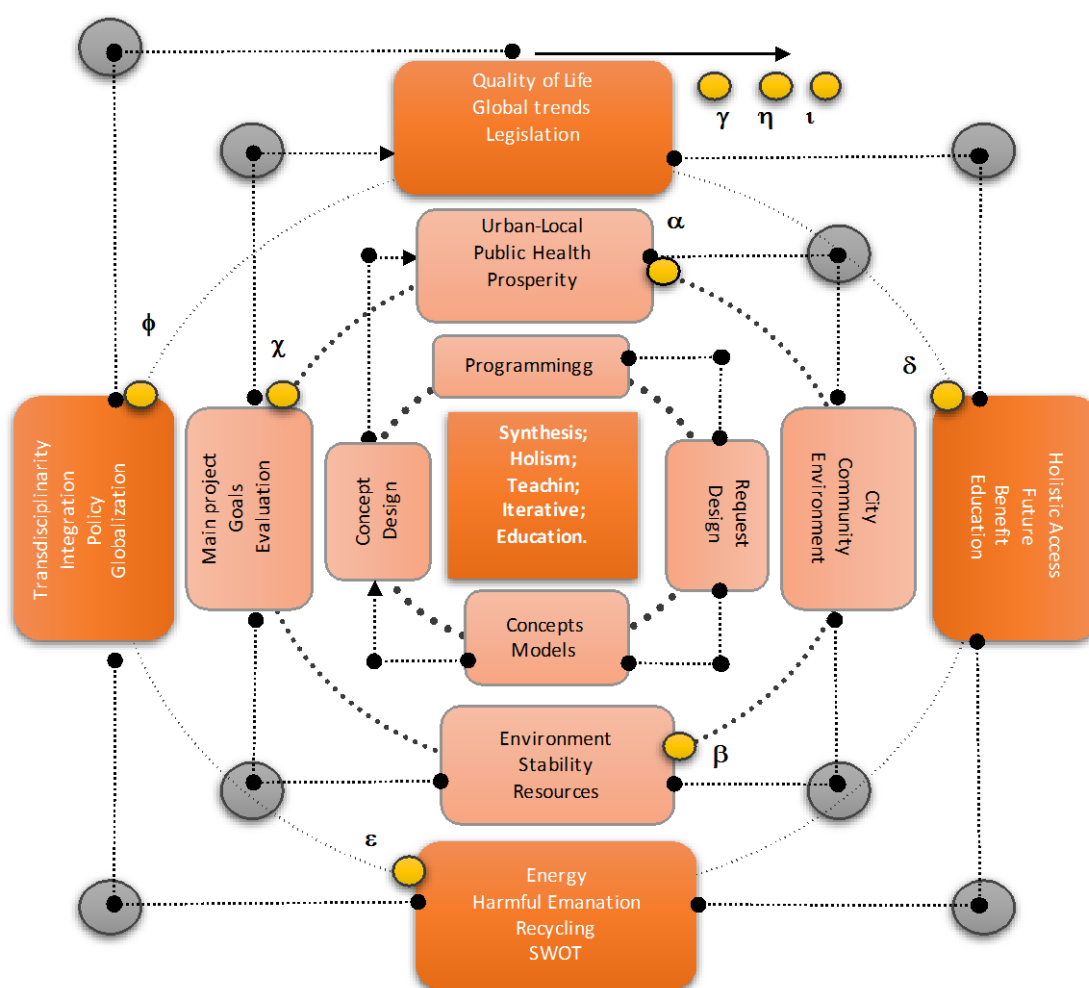 Quality of Life
Global trends
Legislation
γ η ι
Urban-Local
Public Health
Prosperity
α
ϕ
χ
δ
Programmingg
Transdisciplinarity
Integration
Policy
Globalization
Main project
Goals
Evaluation
Concept
Design
Synthesis;
Holism;
Teachin;
Iterative;
Education.
Request
Design
City
Community
Environment
Holistic Access
Future
Benefit
Education
Concepts
Models
Environment
Stability
Resources
β
ε
Energy
Harmful Emanation
Recycling
SWOT